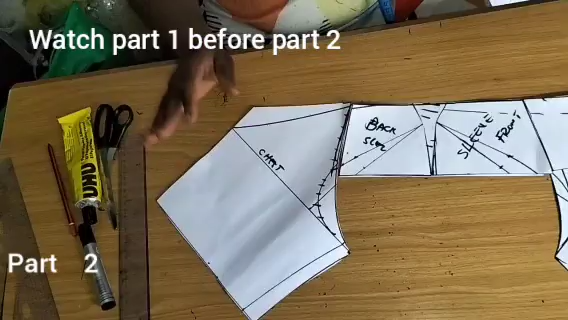 Watch part 1 before part 2
BACK
SLEEVE
FRONT
CHEST
UHU
Part 2